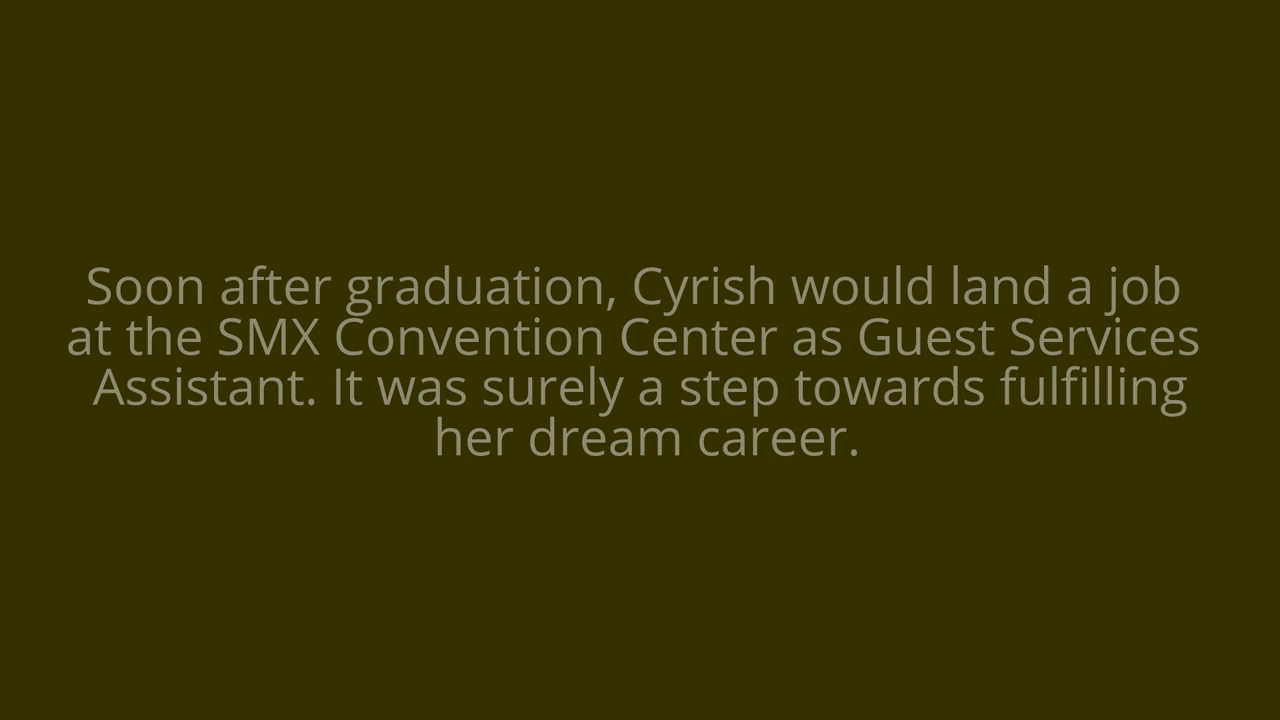 Soon after graduation, Cyrish would land a job
at the SMX Convention Center as Guest Services
Assistant. It was surely a step towards fulfilling
her dream career.